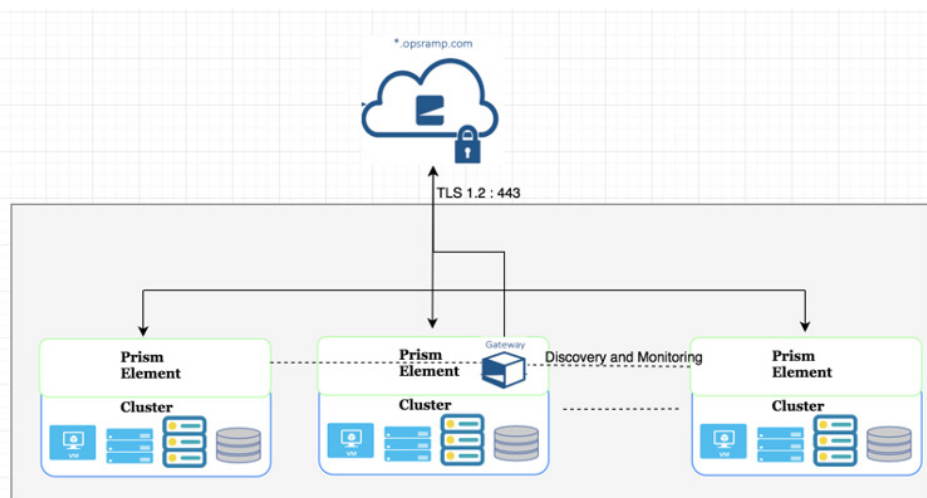 *.opsramp.com
TLS 1.2 : 443
Prism
Element
Cluster
VM
Prism
Element
Gateway
Cluster
VM
Discovery and Monitoring
Prism
Element
Cluster
VM